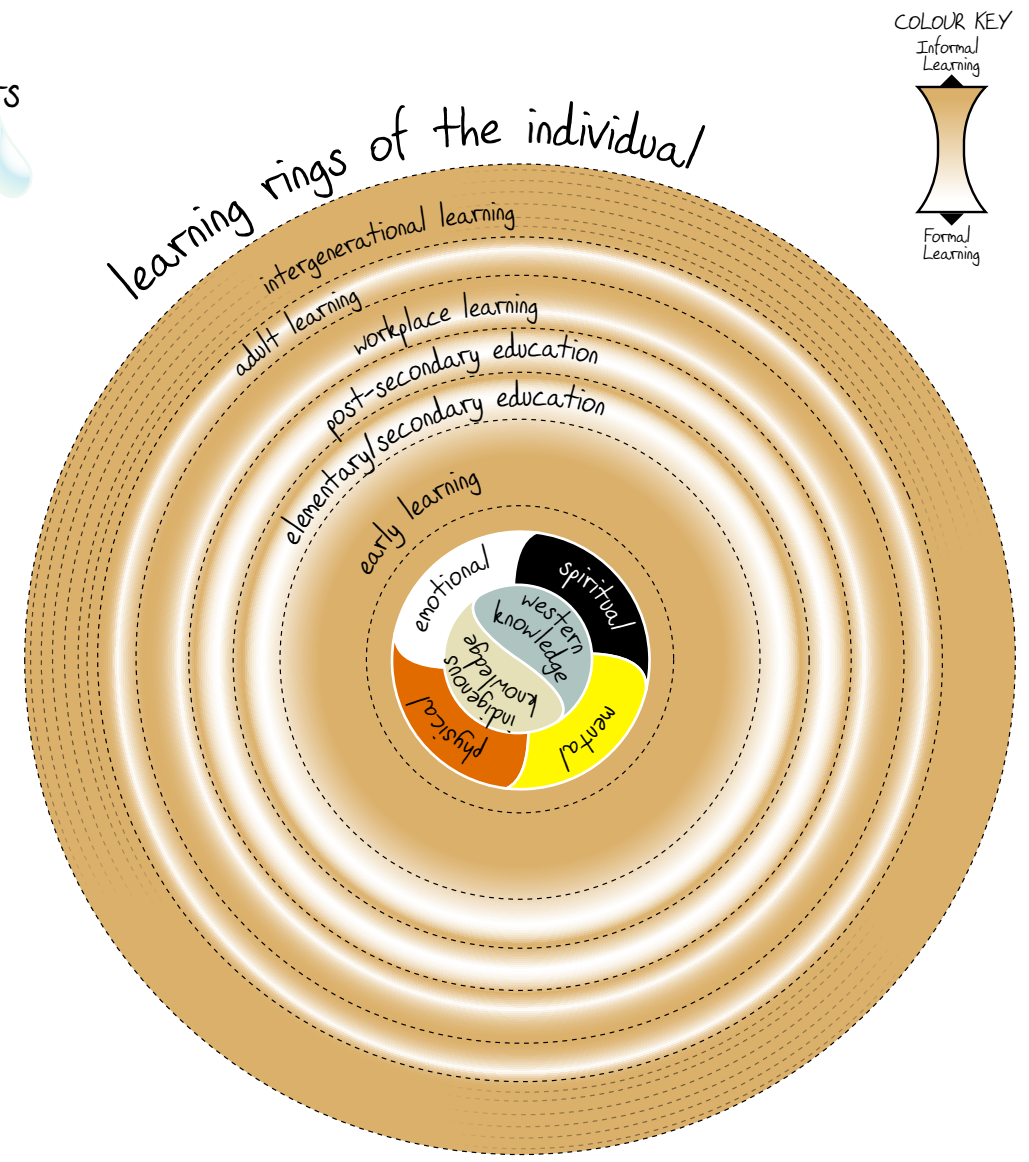 COLOUR KEY
Informal
Learning
Formal
Learning
learning rings of the individual
intergenerational learning
adult learning
workplace learning
post-secondary education
elementary/secondary education
early learning
emotional
spiritual
western
knowledge
indigenous
knowledge
physical
mental